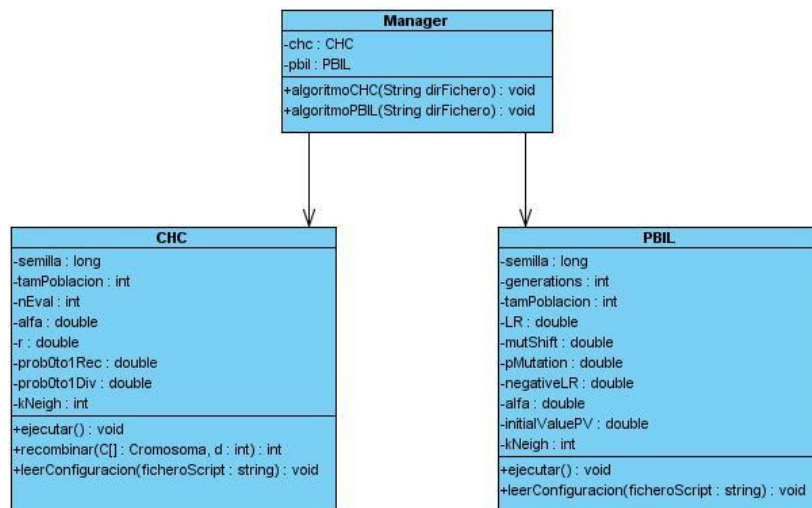 Manager
-chc : CHC
-pbil : PBIL
+algoritmoCHC(String dirFichero) : void
+algoritmoPBIL(String dirFichero) : void
CHC
-semilla : long
-tamPoblacion : int
-nEval : int
-alfa : double
-r : double
-prob0to1Rec : double
-prob0to1Div : double
-kNeigh : int
+ejecutar() : void
+recombinar(C[] : Cromosoma, d : int) : int
+leerConfiguracion(ficheroScript : string) : void
PBIL
-semilla : long
-generations : int
-tamPoblacion : int
-LR : double
-mutShift : double
-pMutation : double
-negativeLR : double
-alfa : double
-initialValuePV : double
-kNeigh : int
+ejecutar() : void
+leerConfiguracion(ficheroScript : string) : void